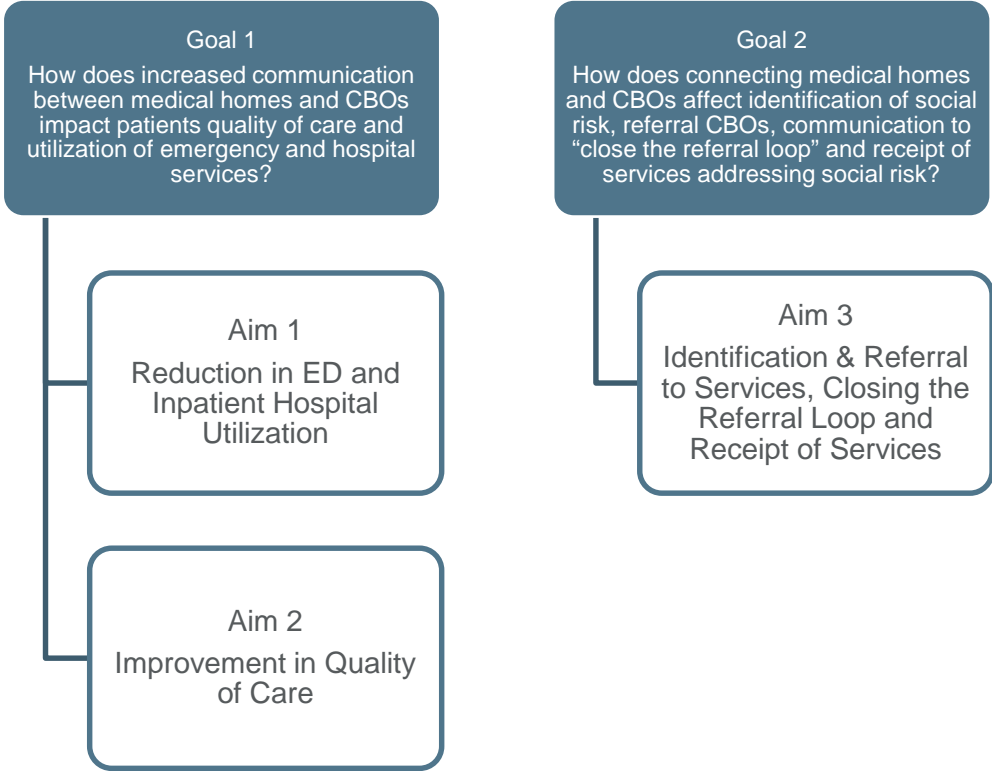 Goal 1
How does increased communication
between medical homes and CBOs
impact patients quality of care and
utilization of emergency and hospital
services?
Aim 1
Reduction in ED and
Inpatient Hospital
Utilization
Aim 2
Improvement in Quality
of Care
Goal 2
How does connecting medical homes
and CBOs affect identification of social
risk, referral CBOs, communication to
“close the referral loop” and receipt of
services addressing social risk?
Aim 3
Identification & Referral
to Services, Closing the
Referral Loop and
Receipt of Services